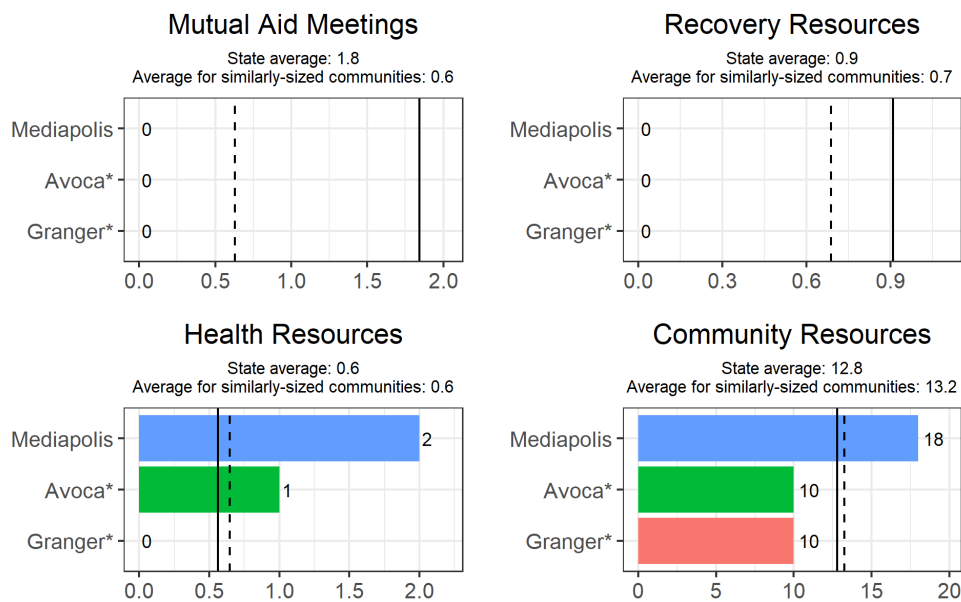 Mutual Aid Meetings
State average: 1.8
Average for similarly-sized communities: 0.6
Mediapolis 0
Avoca* 0
Granger* 0
0.0 0.5 1.0 1.5 2.0
Recovery Resources
State average: 0.9
Average for similarly-sized communities: 0.7
Mediapolis 0
Avoca* 0
Granger* 0
0.0 0.3 0.6 0.9
Health Resources
State average: 0.6
Average for similarly-sized communities: 0.6
Mediapolis 2
Avoca* 1
Granger* 0
0.0 0.5 1.0 1.5 2.0
Community Resources
State average: 12.8
Average for similarly-sized communities: 13.2
Mediapolis 18
Avoca* 10
Granger* 10
0 5 10 15 20